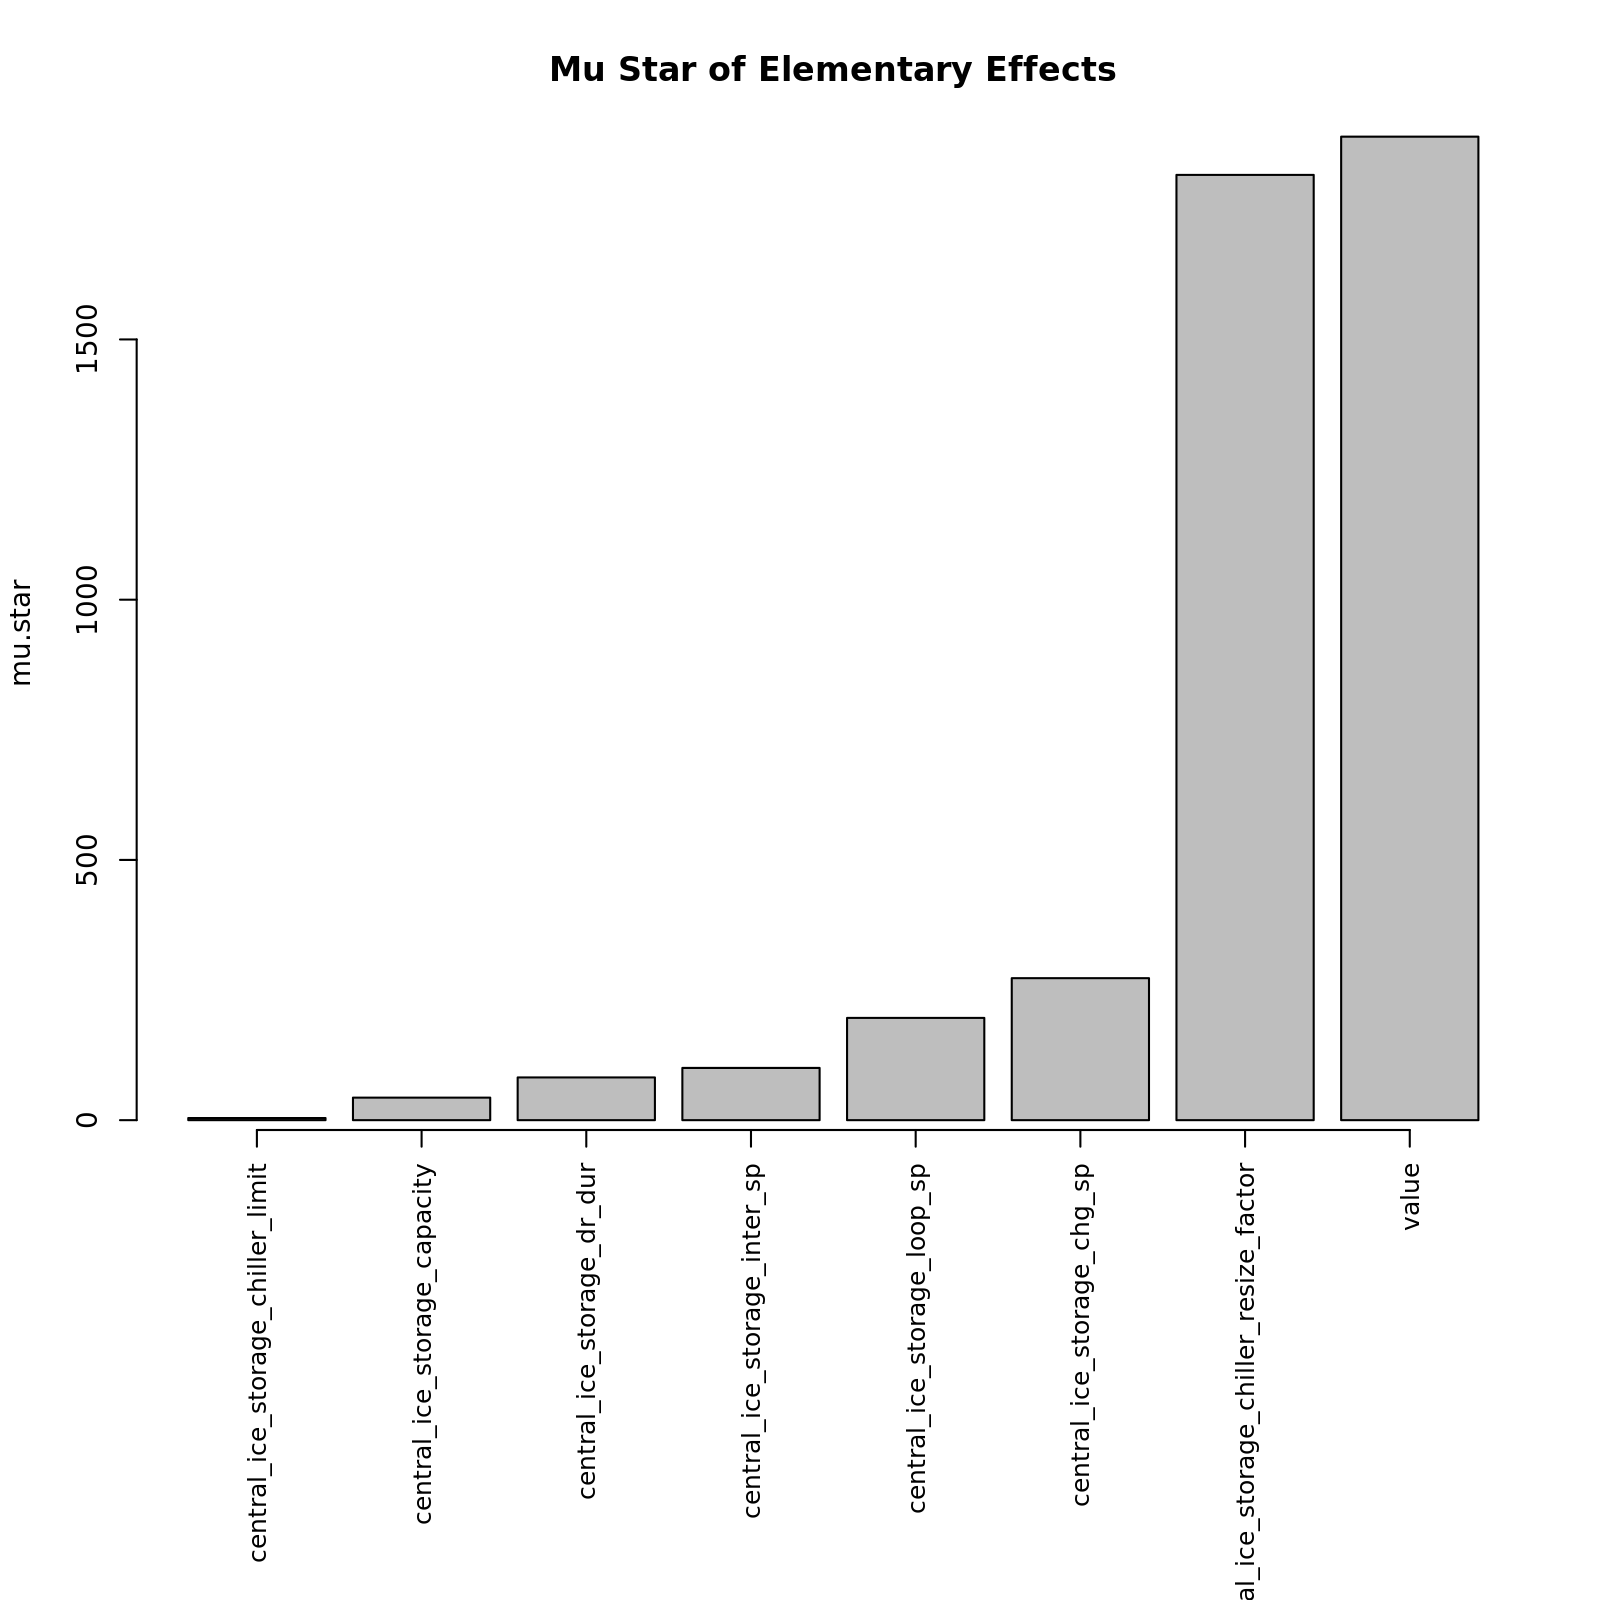 Mu Star of Elementary Effects
mu.star
1500
1000
500
0
central_ice_storage_chiller_limit
central_ice_storage_capacity
central_ice_storage_dr_dur
central_ice_storage_inter_sp
central_ice_storage_loop_sp
central_ice_storage_chg_sp
al_ice_storage_chiller_resize_factor
value